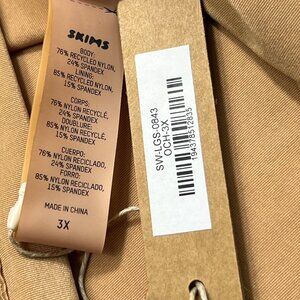 SKIMS
BODY:
76% RECYCLED NYLON,
24% SPANDEX
LINING:
85% RECYCLED NYLON,
15% SPANDEX
CORPS:
76% NYLON RECYCLÉ,
24% SPANDEX
DOUBLURE:
85% NYLON RECYCLÉ,
15% SPANDEX
CUERPO:
76% NYLON RECICLADO,
24% SPANDEX
FORRO:
85% NYLON RECICLADO,
15% SPANDEX
MADE IN CHINA
3X
SW-LGS-0843
OCH-3X
194378512835